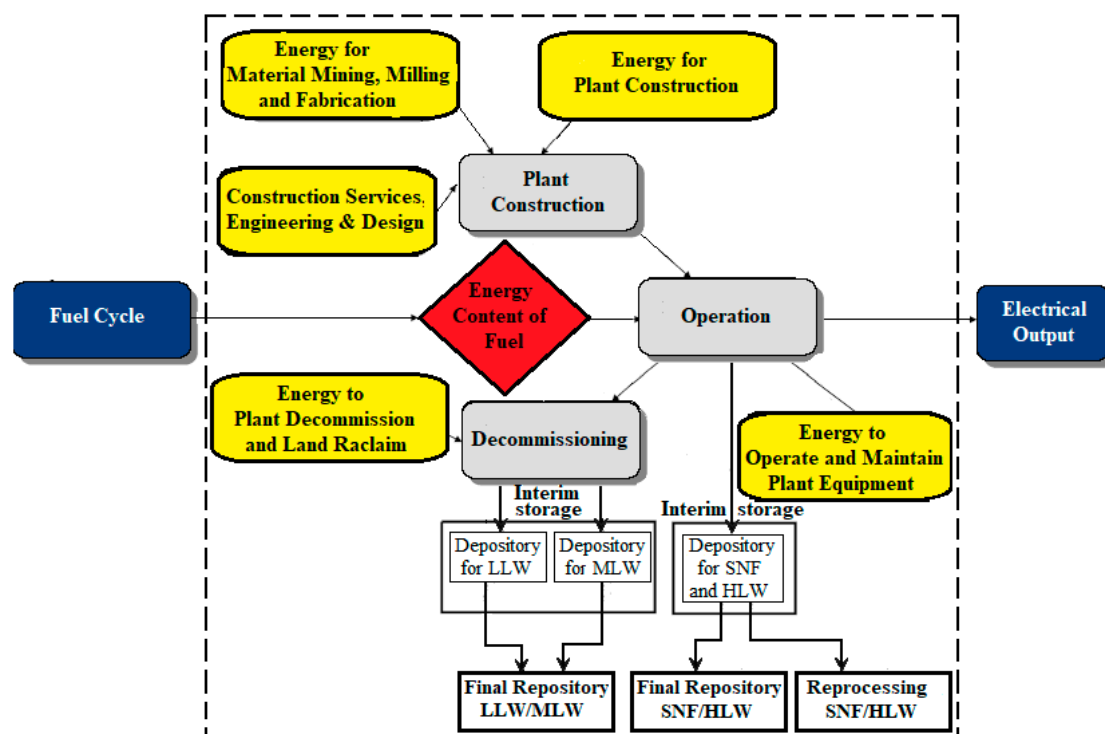 Energy for
Material Mining, Milling
and Fabrication
Energy for
Plant Construction
Plant
Construction
Construction Services,
Engineering & Design
Fuel Cycle
Energy
Content of
Fuel
Operation
Electrical
Output
Energy to
Plant Decommission
and Land Raclaim
Decommissioning
Energy to
Operate and Maintain
Plant Equipment
Interim
storage
Interim storage
Depository
for LLW
Depository
for MLW
Depository
for SNF
and HLW
Final Repository
LLW/MLW
Final Repository
SNF/HLW
Reprocessing
SNF/HLW